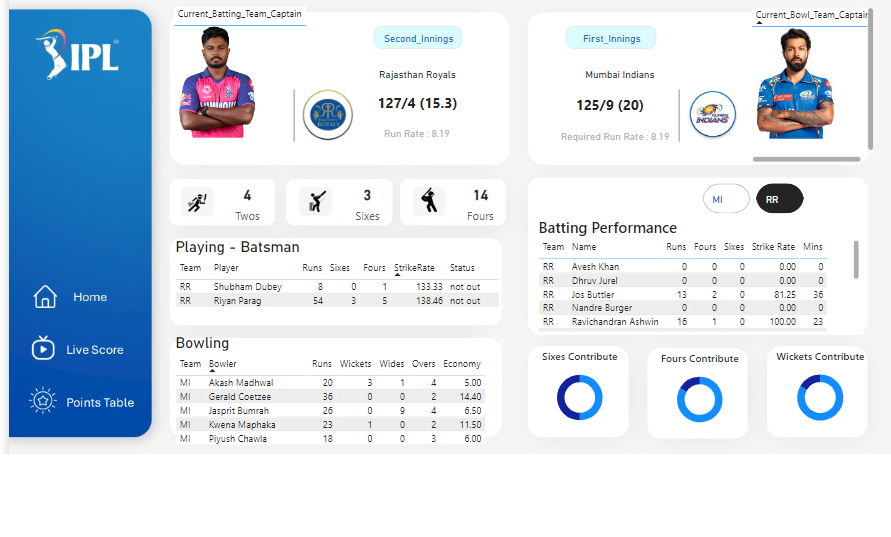 IPL
Home
Live Score
Points Table
Current_Batting_Team_Captain
Second_Innings
Rajasthan Royals
127/4 (15.3)
Run Rate : 8.19
First_Innings
Mumbai Indians
125/9 (20)
Required Run Rate : 8.19
INDIANS
Current_Bowl_Team_Captain
4
Twos
3
Sixes
14
Fours
Playing - Batsman
Team Player Runs Sixes Fours StrikeRate Status
RR Shubham Dubey 8 0 1 133.33 not out
RR Riyan Parag 54 3 5 138.46 not out
Bowling
Team Bowler Runs Wickets Wides Overs Economy
MI Akash Madhwal 20 3 1 4 5.00
MI Gerald Coetzee 36 0 0 2 14.40
MI Jasprit Bumrah 26 0 9 4 6.50
MI Kwena Maphaka 23 1 0 2 11.50
MI Piyush Chawla 18 0 0 3 6.00
MI
RR
Batting Performance
Team Name Runs Fours Sixes Strike Rate Mins
RR Avesh Khan 0 0 0 0.00 0
RR Dhruv Jurel 0 0 0 0.00 0
RR Jos Buttler 13 2 0 81.25 36
RR Nandre Burger 0 0 0 0.00 0
RR Ravichandran Ashwin 16 1 0 100.00 23
Sixes Contribute
Fours Contribute
Wickets Contribute